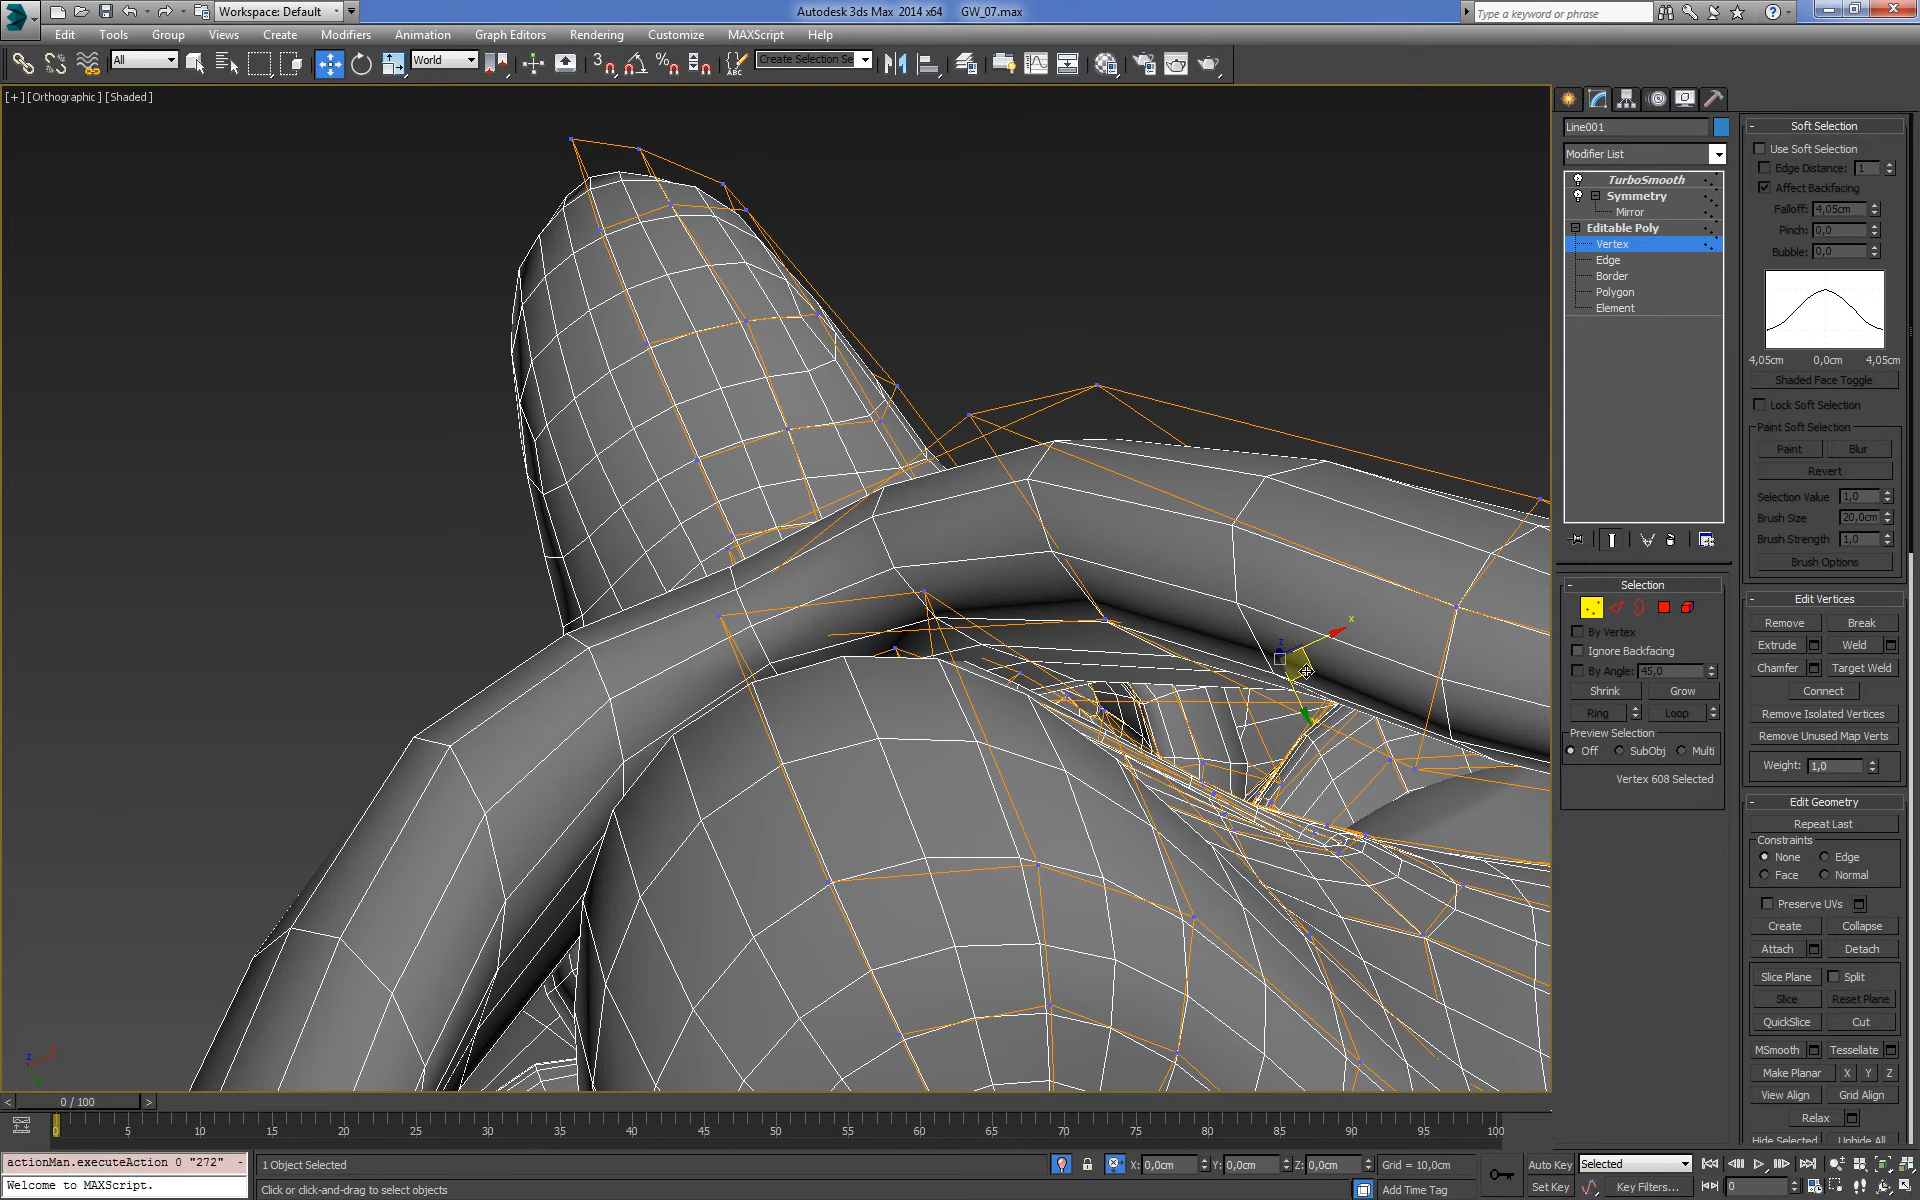 Workspace: Default
Autodesk 3ds Max 2014 x64 GW_07.max
Type a keyword or phrase
Edit Tools Group Views Create Modifiers Animation Graph Editors Rendering Customize MAXScript Help
All
World
3
Create Selection Se
[+] [Orthographic] [Shaded]
x
z
Line001
Modifier List
TurboSmooth
Symmetry
Mirror
Editable Poly
Vertex
Edge
Border
Polygon
Element
Selection
By Vertex
Ignore Backfacing
By Angle: 45,0
Shrink Grow
Ring Loop
Preview Selection
Off SubObj Multi
Vertex 608 Selected
Soft Selection
Use Soft Selection
Edge Distance: 1
Affect Backfacing
Falloff: 4,05cm
Pinch: 0,0
Bubble: 0,0
4,05cm 0,0cm 4,05cm
Shaded Face Toggle
Lock Soft Selection
Paint Soft Selection
Paint Blur
Revert
Selection Value 1,0
Brush Size 20,0cm
Brush Strength 1,0
Brush Options
Edit Vertices
Remove Break
Extrude Weld
Chamfer Target Weld
Connect
Remove Isolated Vertices
Remove Unused Map Verts
Weight: 1,0
Edit Geometry
Repeat Last
Constraints
None Edge
Face Normal
Preserve UVs
Create Collapse
Attach Detach
Slice Plane Split
Slice Reset Plane
QuickSlice Cut
MSmooth Tessellate
Make Planar X Y Z
View Align Grid Align
Relax
Hide Selected Unhide All
0 / 100
0 5 10 15 20 25 30 35 40 45 50 55 60 65 70 75 80 85 90 95 100
actionMan.executeAction 0 "272" -
Welcome to MAXScript.
1 Object Selected
Click or click-and-drag to select objects
X: 0,0cm Y: 0,0cm Z: 0,0cm Grid = 10,0cm
Add Time Tag
Auto Key Selected
Set Key Key Filters...
0